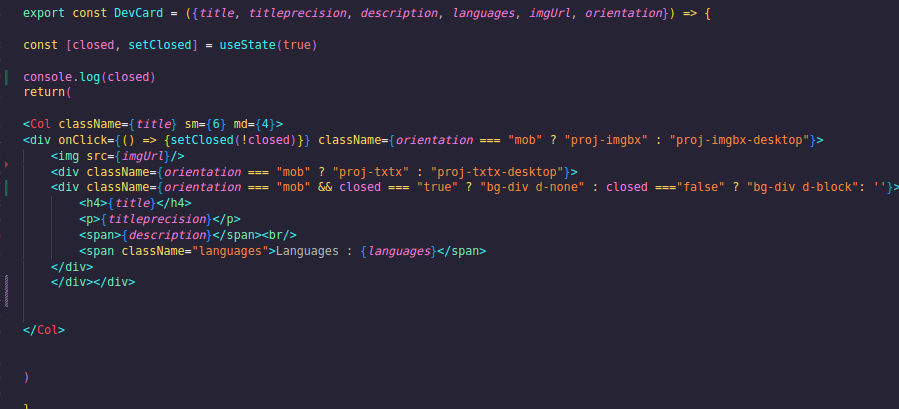 export const DevCard = ({title, titleprecision, description, languages, imgUrl, orientation}) => {
const [closed, setClosed] = useState(true)
console.log(closed)
return(
<Col className={title} sm={6} md={4}>
<div onClick={() => {setClosed(!closed)}} className={orientation === "mob" ? "proj-imgbx" : "proj-imgbx-desktop"}>
<img src={imgUrl}/>
<div className={orientation === "mob" ? "proj-txtx" : "proj-txtx-desktop"}>
<div className={orientation === "mob" && closed === "true" ? "bg-div d-none" : closed ==="false" ? "bg-div d-block": ''}>
<h4>{title}</h4>
<p>{titleprecision}</p>
<span>{description}</span><br/>
<span className="languages">Languages : {languages}</span>
</div>
</div></div>
</Col>
)
}